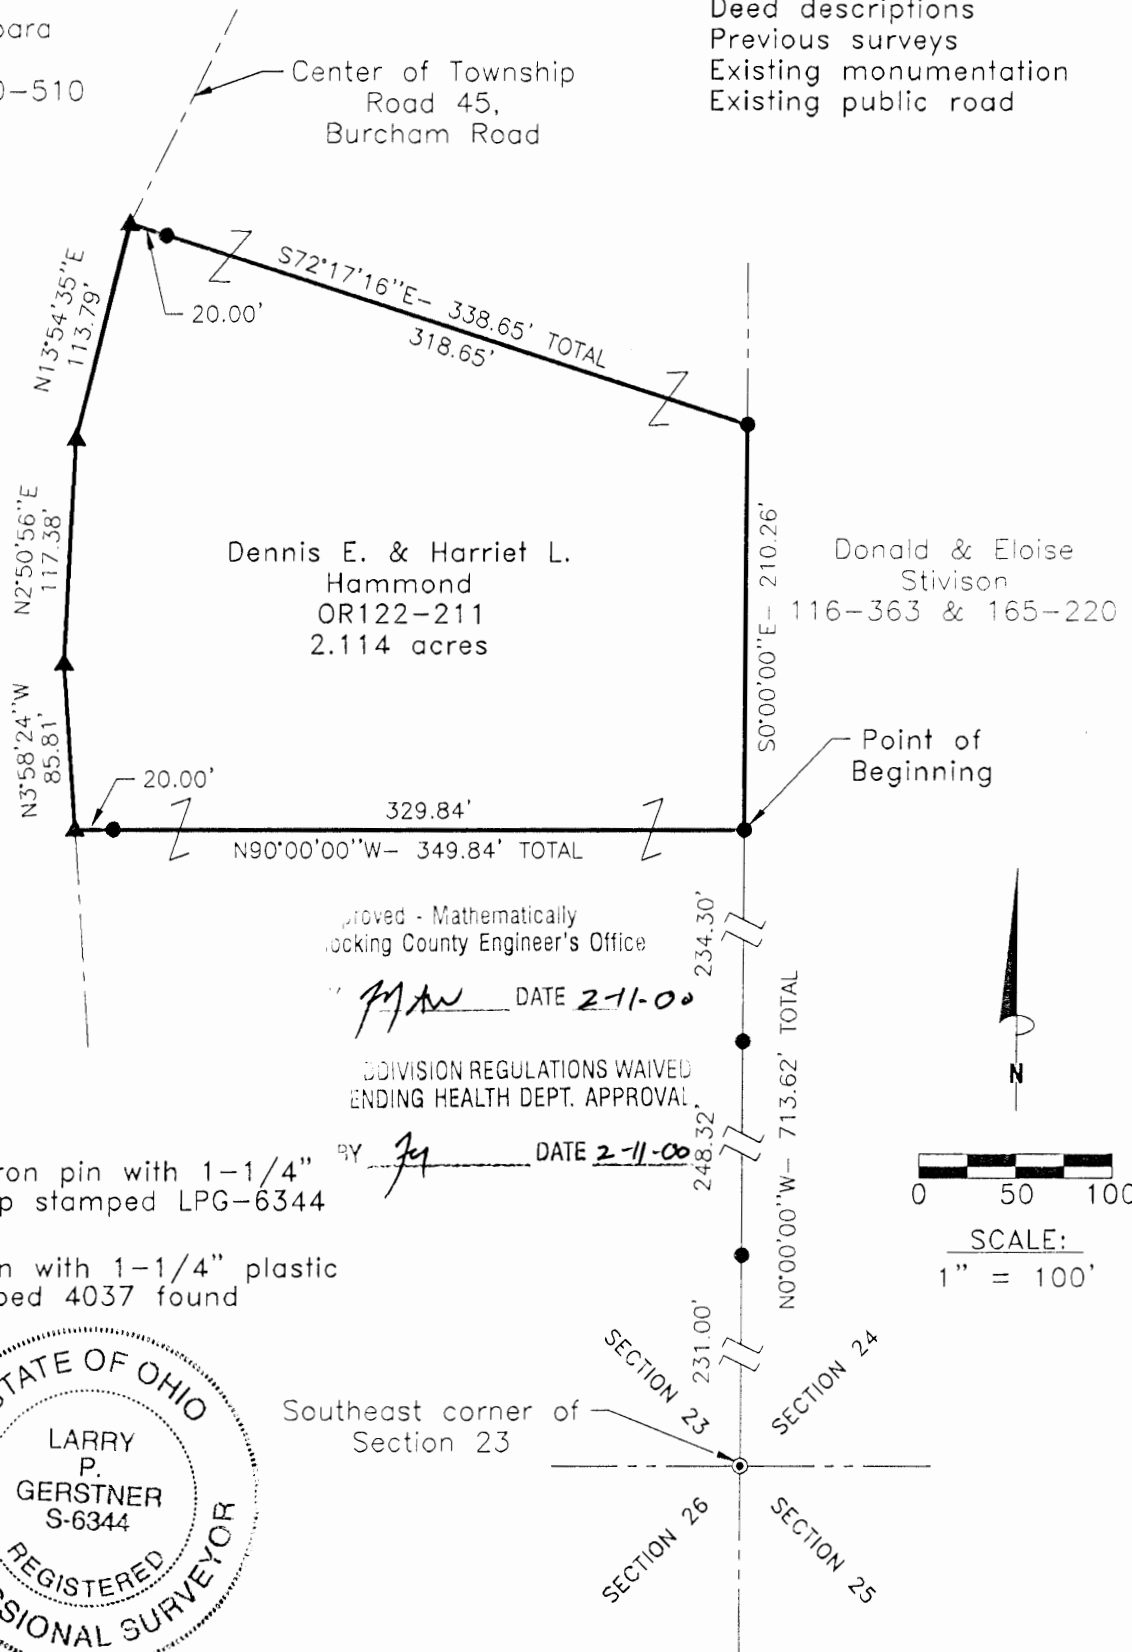 0-510
Deed descriptions
Previous surveys
Existing monumentation
Existing public road
Center of Township
Road 45,
Burcham Road
N13°54'35"E
113.79'
20.00'
S72°17'16"E- 338.65' TOTAL
318.65'
N2°50'56"E
117.38'
Dennis E. & Harriet L.
Hammond
OR122-211
2.114 acres
S0°00'00"E- 210.26'
Donald & Eloise
Stivison
116-363 & 165-220
N3°58'24"W
85.81'
20.00'
Point of
Beginning
329.84'
N90°00'00"W- 349.84' TOTAL
- Mathematically
County Engineer's Office
DATE 2-11-00
REGULATIONS WAIVED
HEALTH DEPT. APPROVAL
BY DATE 2-11-00
234.30'
248.32'
231.00'
N0°00'00"W- 713.62' TOTAL
N
0 50 100
SCALE:
1" = 100'
pin with 1-1/4"
stamped LPG-6344
with 1-1/4" plastic
4037 found
STATE OF OHIO
LARRY
P.
GERSTNER
S-6344
REGISTERED
SURVEYOR
Southeast corner of
Section 23
SECTION 23
SECTION 24
SECTION 26
SECTION 25